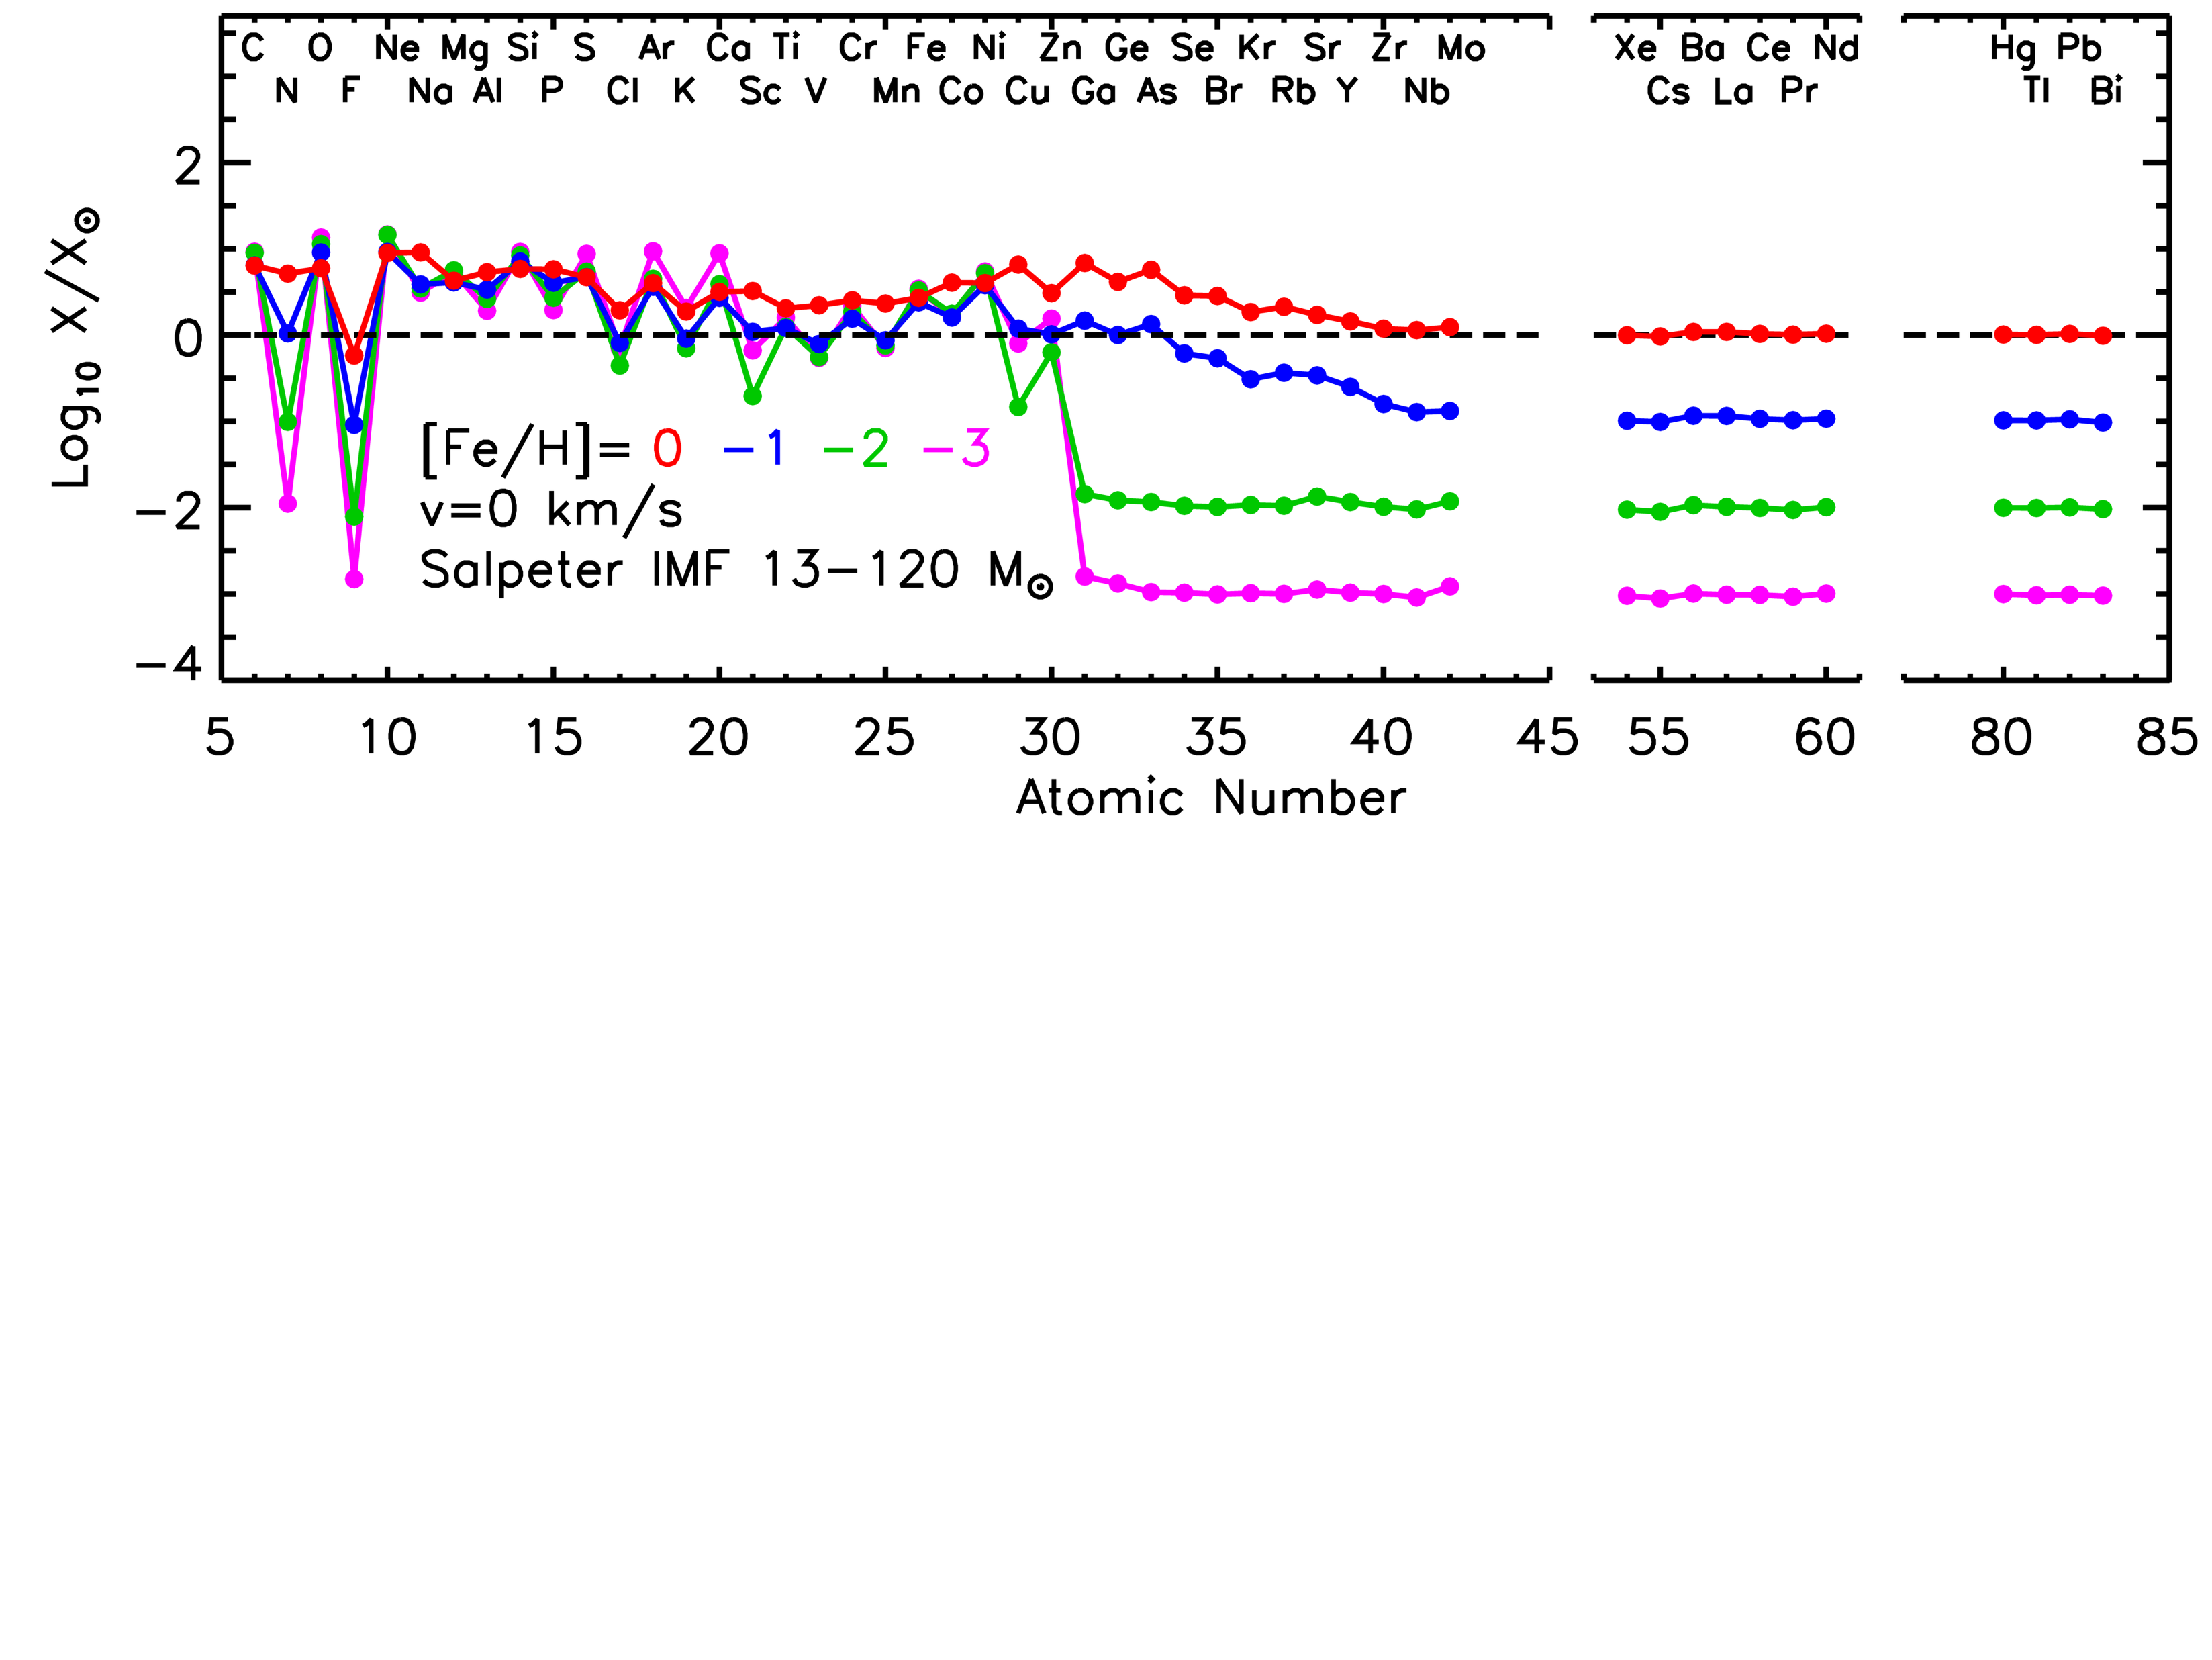 C O Ne Mg Si S Ar Ca Ti Cr Fe Ni Zn Ge Se Kr Sr Zr Mo Xe Ba Ce Nd Hg Pb
N F Na Al P Cl K Sc V Mn Co Cu Ga As Br Rb Y Nb Cs La Pr Tl Bi
2
0
−2
−4
Log₁₀ X/X⊙
[Fe/H]= 0 −1 −2 −3
v=0 km/s
Salpeter IMF 13−120 M⊙
5 10 15 20 25 30 35 40 45 55 60 80 85
Atomic Number